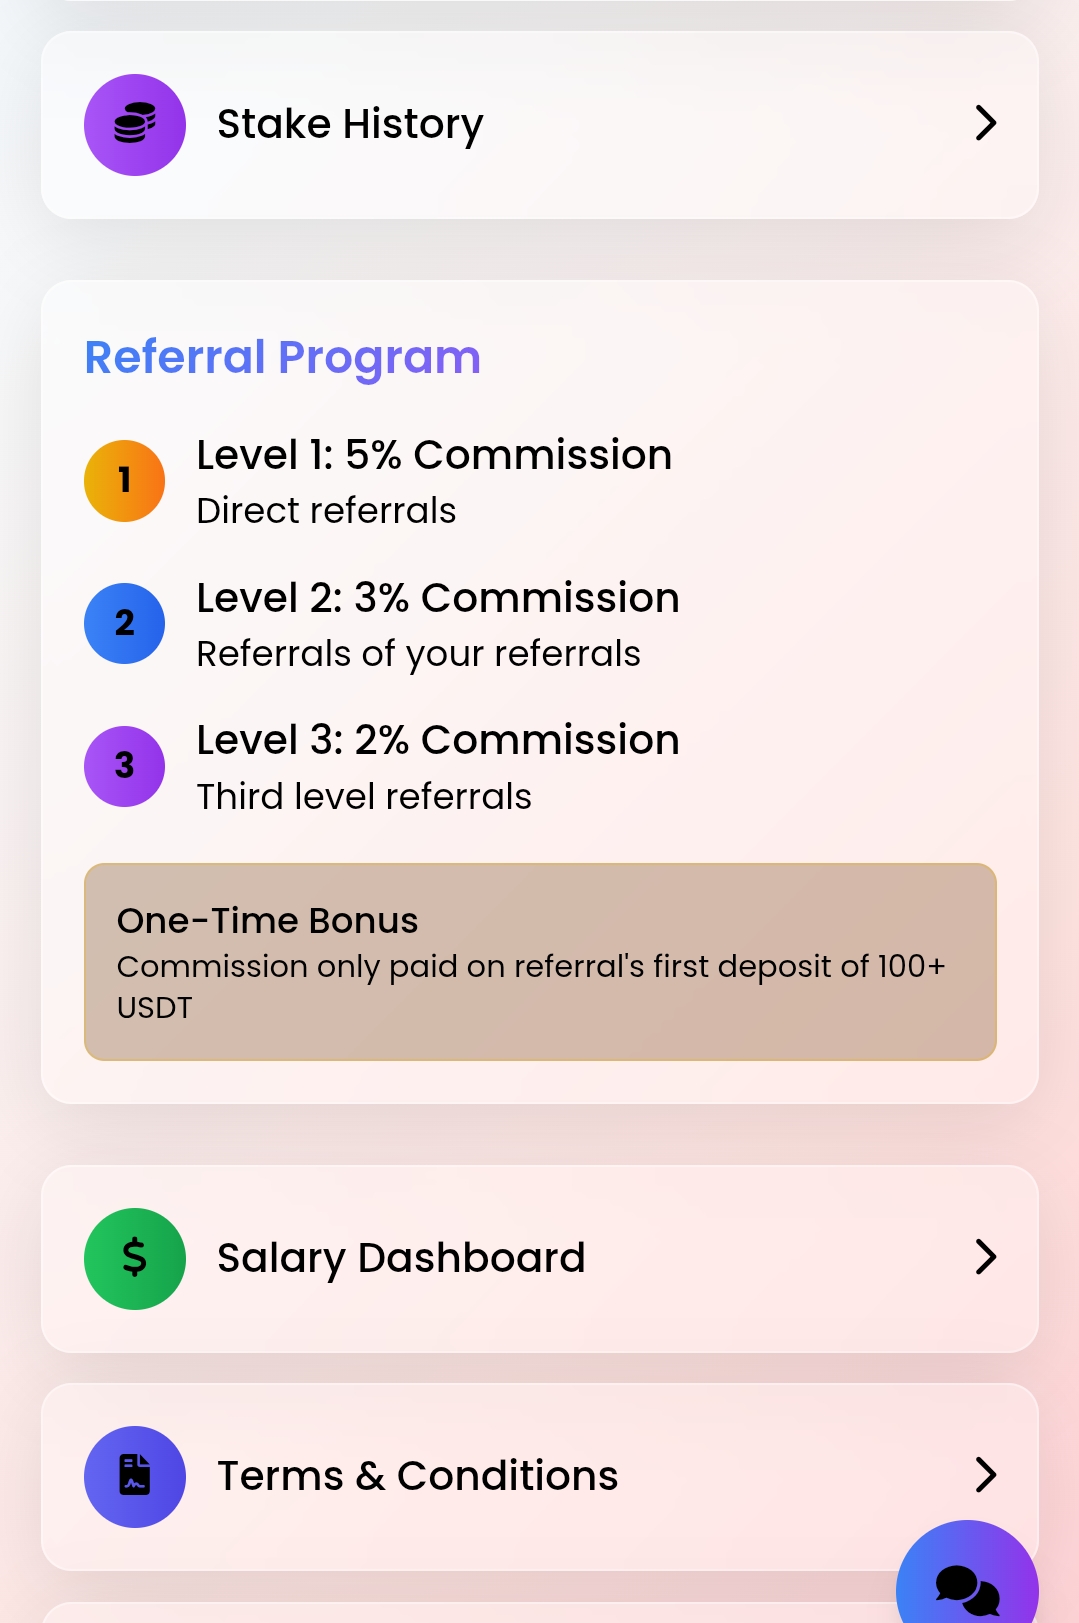 Stake History
Referral Program
1
Level 1: 5% Commission
Direct referrals
2
Level 2: 3% Commission
Referrals of your referrals
3
Level 3: 2% Commission
Third level referrals
One-Time Bonus
Commission only paid on referral's first deposit of 100+
USDT
$
Salary Dashboard
Terms & Conditions